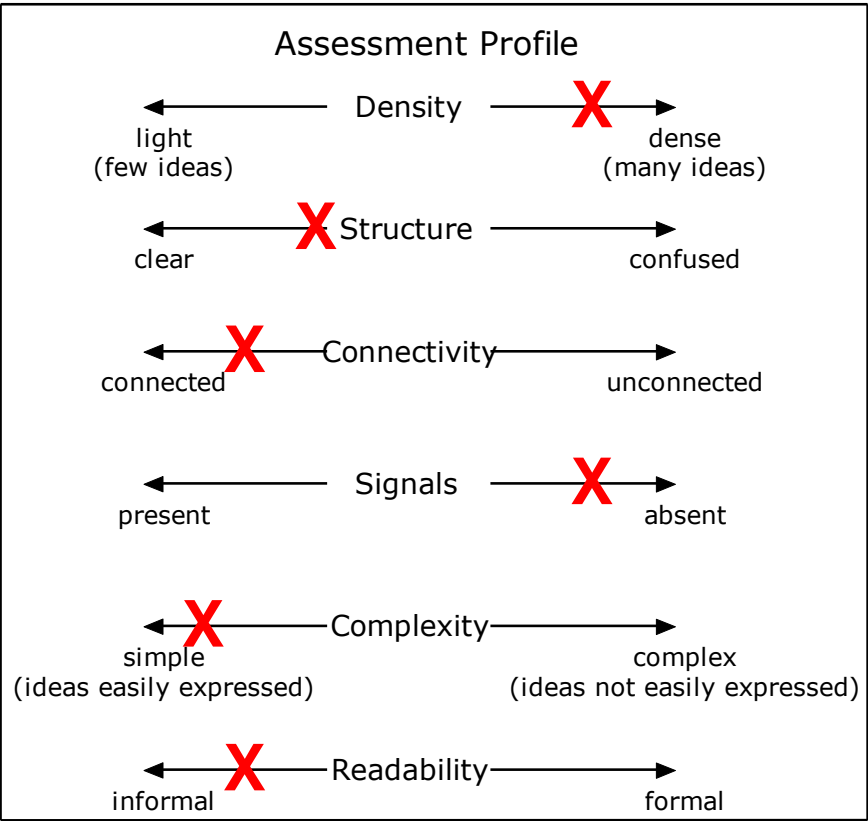 Assessment Profile
Density
light
(few ideas)
dense
(many ideas)
Structure
clear
confused
Connectivity
connected
unconnected
Signals
present
absent
Complexity
simple
(ideas easily expressed)
complex
(ideas not easily expressed)
Readability
informal
formal